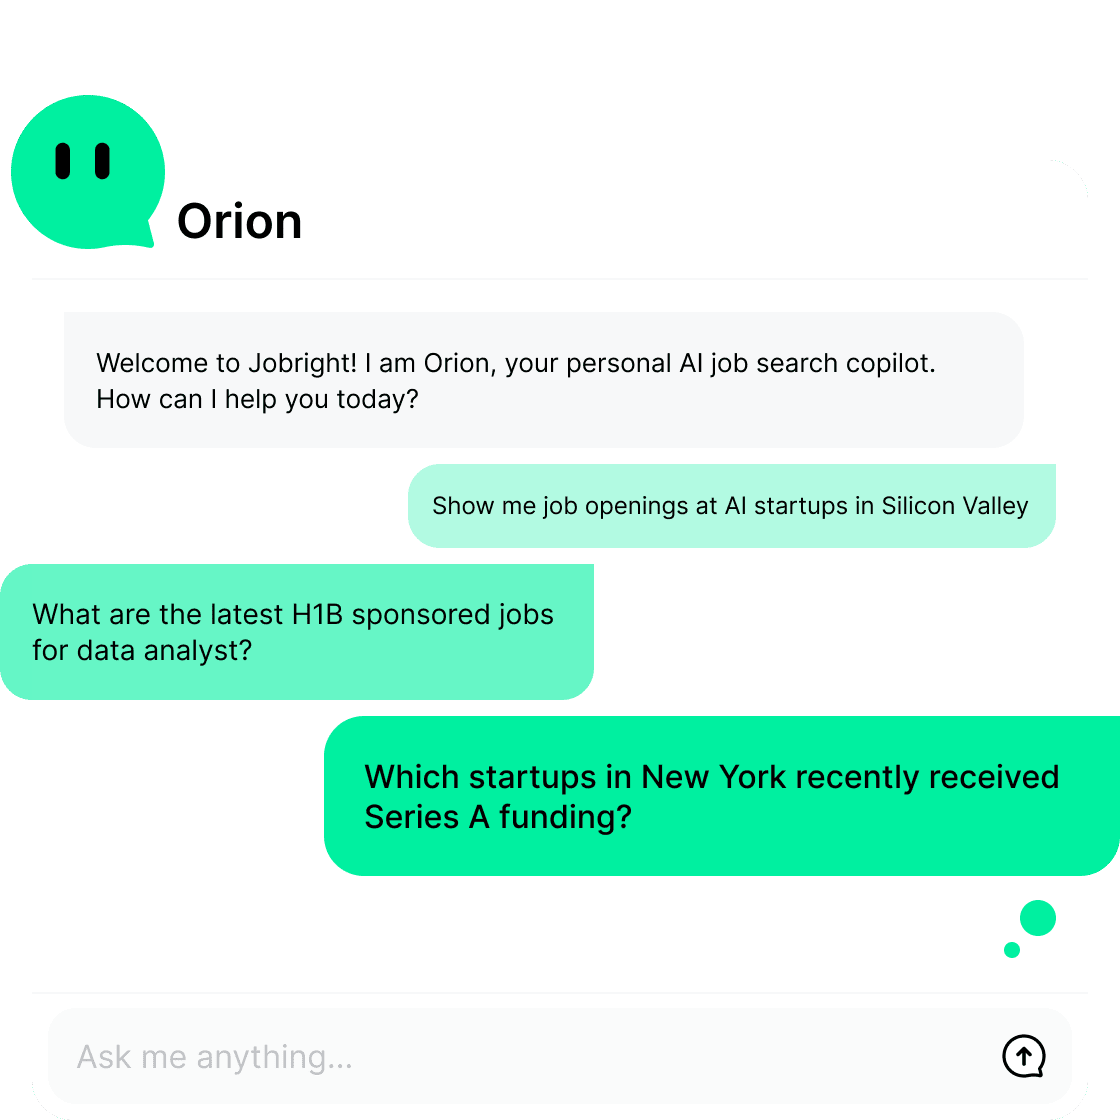 Orion
Welcome to Jobright! I am Orion, your personal AI job search copilot.
How can I help you today?
Show me job openings at AI startups in Silicon Valley
What are the latest H1B sponsored jobs
for data analyst?
Which startups in New York recently received
Series A funding?
Ask me anything...